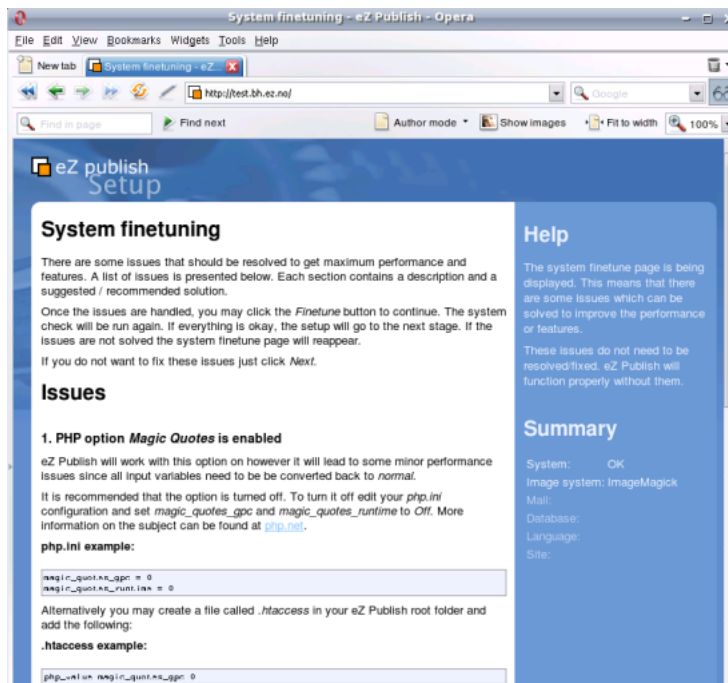 System finetuning - eZ Publish - Opera
File Edit View Bookmarks Widgets Tools Help
New tab System finetuning - eZ...
http://test.bh.ez.no/ Google
Find in page Find next Author mode Show images Fit to width 100%
eZ publish
Setup
System finetuning
There are some issues that should be resolved to get maximum performance and
features. A list of issues is presented below. Each section contains a description and a
suggested / recommended solution.
Once the issues are handled, you may click the Finetune button to continue. The system
check will be run again. If everything is okay, the setup will go to the next stage. If the
issues are not solved the system finetune page will reappear.
If you do not want to fix these issues just click Next.
Issues
1. PHP option Magic Quotes is enabled
eZ Publish will work with this option on however it will lead to some minor performance
issues since all input variables need to be be converted back to normal.
It is recommended that the option is turned off. To turn it off edit your php.ini
configuration and set magic_quotes_gpc and magic_quotes_runtime to Off. More
information on the subject can be found at php.net.
php.ini example:
magic_quotes_gpc = 0
magic_quotes_runtime = 0
Alternatively you may create a file called .htaccess in your eZ Publish root folder and
add the following:
.htaccess example:
php_value magic_quotes_gpc 0
Help
The system finetune page is being
displayed. This means that there
are some issues which can be
solved to improve the performance
or features.
These issues do not need to be
resolved/fixed. eZ Publish will
function properly without them.
Summary
System: OK
Image system: ImageMagick
Mail:
Database:
Language:
Site: